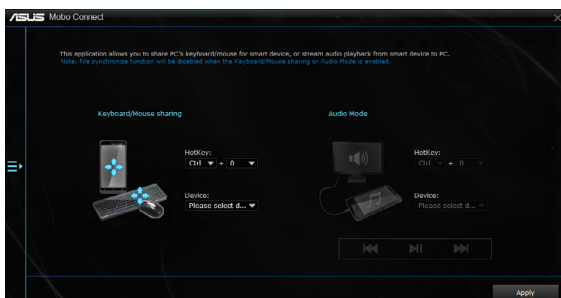 ASUS Mobo Connect
This application allows you to share PC's keyboard/mouse for smart device, or stream audio playback from smart device to PC.
Note: File synchronize function will be disabled when the Keyboard/Mouse sharing or Audio Mode is enabled.
Keyboard/Mouse sharing
HotKey:
Ctrl + 0
Device:
Please select d...
Audio Mode
HotKey:
Ctrl + 0
Device:
Please select d...
Apply